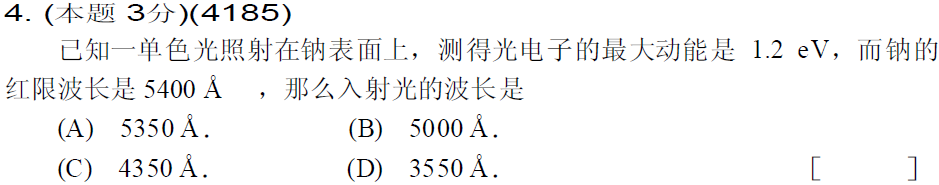 4. (本题 3分)(4185)
已知一单色光照射在钠表面上，测得光电子的最大动能是 1.2 eV，而钠的
红限波长是 5400 Å ，那么入射光的波长是
(A) 5350 Å. (B) 5000 Å.
(C) 4350 Å. (D) 3550 Å. [ ]